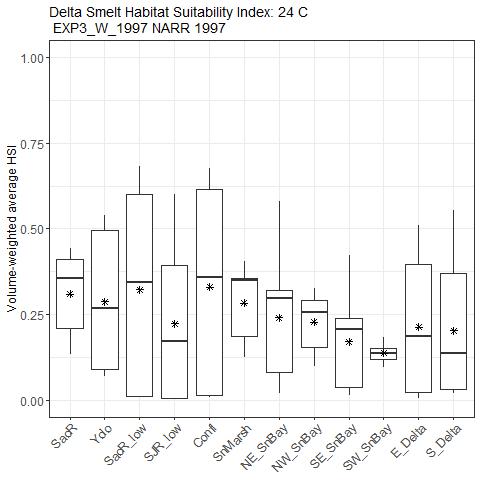 Delta Smelt Habitat Suitability Index: 24 C
EXP3_W_1997 NARR 1997
Volume-weighted average HSI
1.00
0.75
0.50
0.25
0.00
SacR
Yolo
SacR_low
SJR_low
Confl
SnMarsh
NE_SnBay
NW_SnBay
SE_SnBay
SW_SnBay
E_Delta
S_Delta